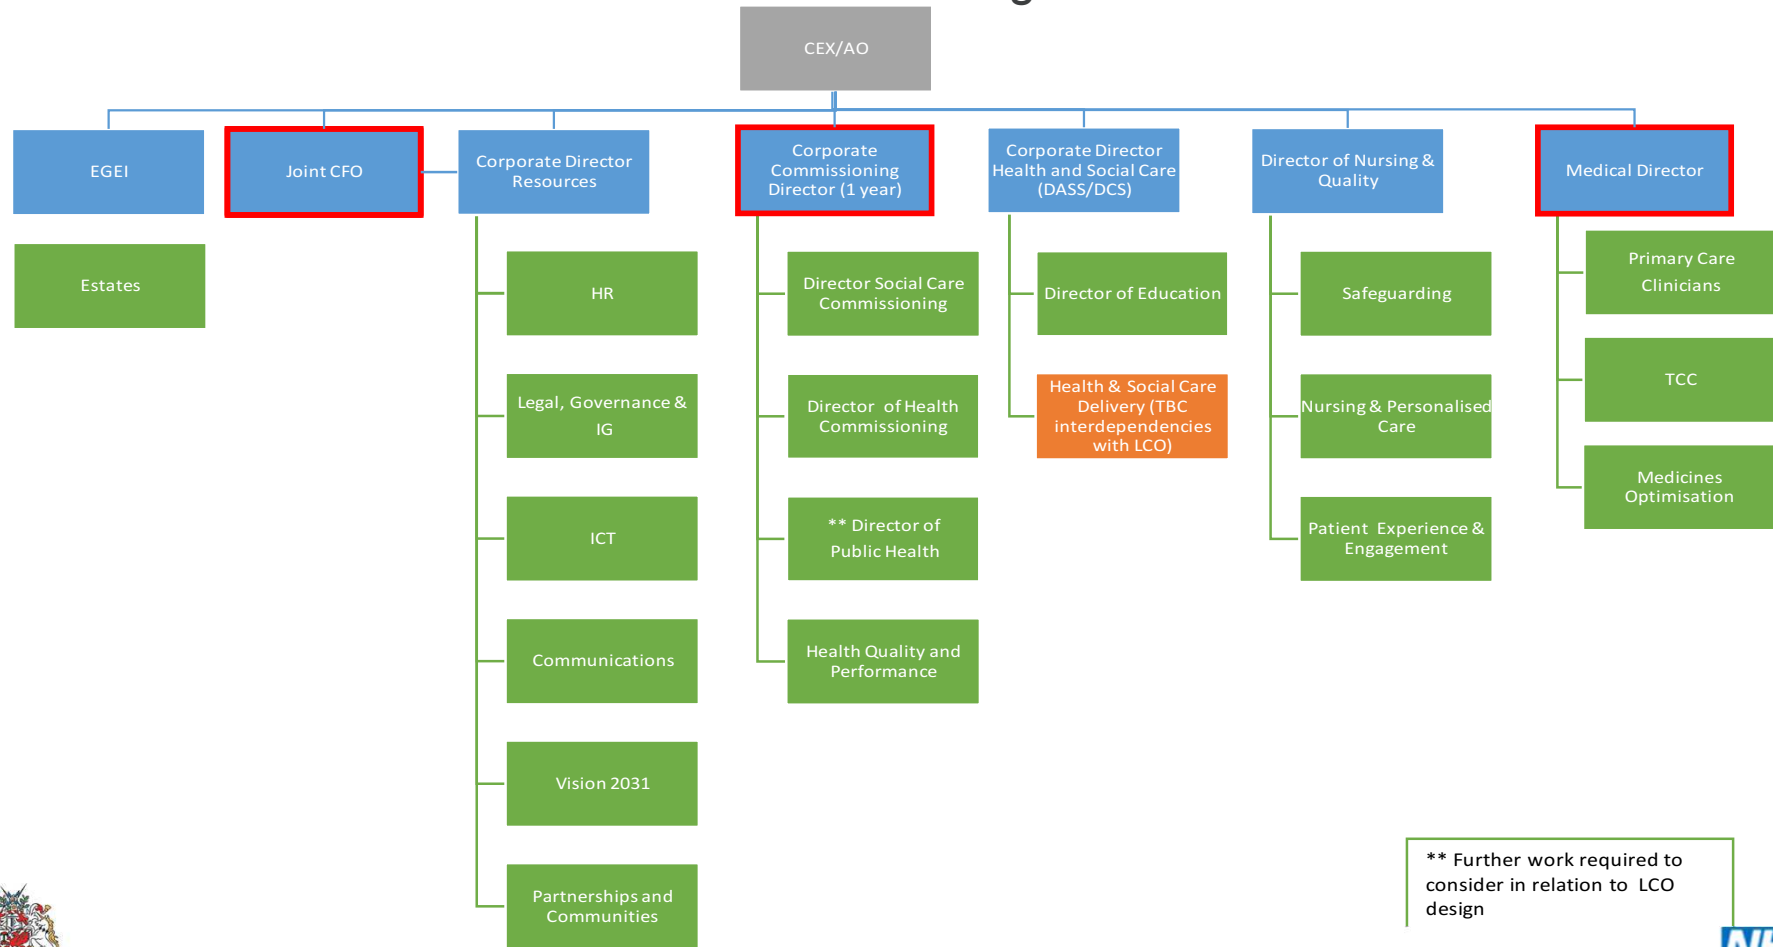 CEX/AO
EGEI
Joint CFO
Corporate Director
Resources
Corporate
Commissioning
Director (1 year)
Corporate Director
Health and Social Care
(DASS/DCS)
Director of Nursing &
Quality
Medical Director
Estates
HR
Legal, Governance &
IG
ICT
Communications
Vision 2031
Partnerships and
Communities
Director Social Care
Commissioning
Director of Health
Commissioning
** Director of
Public Health
Health Quality and
Performance
Director of Education
Health & Social Care
Delivery (TBC
interdependencies
with LCO)
Safeguarding
Nursing & Personalised
Care
Patient Experience &
Engagement
Primary Care
Clinicians
TCC
Medicines
Optimisation
** Further work required to
consider in relation to LCO
design